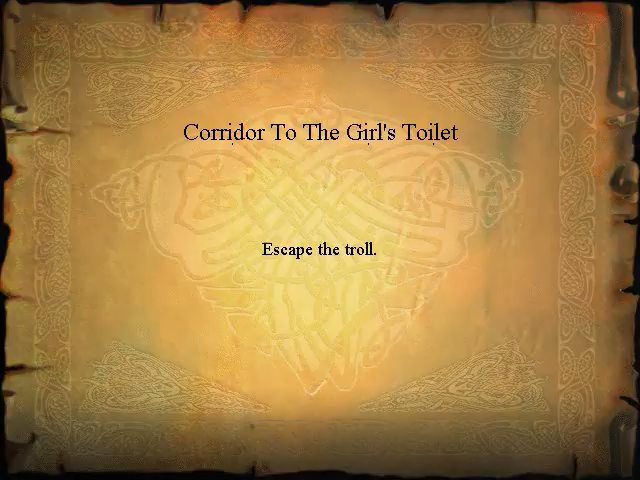 Corridor To The Girl's Toilet
Escape the troll.